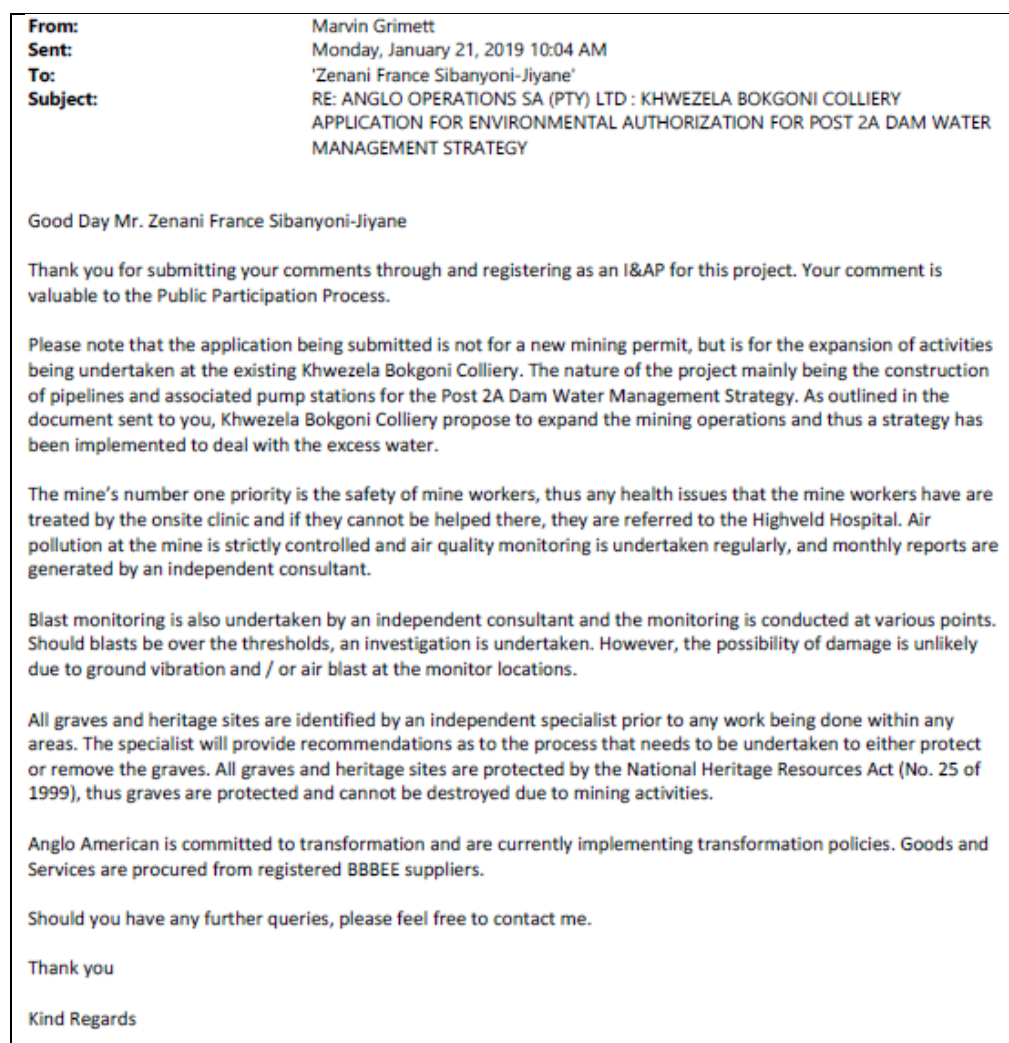 From: Marvin Grimett
Sent: Monday, January 21, 2019 10:04 AM
To: 'Zenani France Sibanyoni-Jiyane'
Subject: RE: ANGLO OPERATIONS SA (PTY) LTD : KHWEZELA BOKGONI COLLIERY
APPLICATION FOR ENVIRONMENTAL AUTHORIZATION FOR POST 2A DAM WATER
MANAGEMENT STRATEGY
Good Day Mr. Zenani France Sibanyoni-Jiyane
Thank you for submitting your comments through and registering as an I&AP for this project. Your comment is
valuable to the Public Participation Process.
Please note that the application being submitted is not for a new mining permit, but is for the expansion of activities
being undertaken at the existing Khwezela Bokgoni Colliery. The nature of the project mainly being the construction
of pipelines and associated pump stations for the Post 2A Dam Water Management Strategy. As outlined in the
document sent to you, Khwezela Bokgoni Colliery propose to expand the mining operations and thus a strategy has
been implemented to deal with the excess water.
The mine's number one priority is the safety of mine workers, thus any health issues that the mine workers have are
treated by the onsite clinic and if they cannot be helped there, they are referred to the Highveld Hospital. Air
pollution at the mine is strictly controlled and air quality monitoring is undertaken regularly, and monthly reports are
generated by an independent consultant.
Blast monitoring is also undertaken by an independent consultant and the monitoring is conducted at various points.
Should blasts be over the thresholds, an investigation is undertaken. However, the possibility of damage is unlikely
due to ground vibration and / or air blast at the monitor locations.
All graves and heritage sites are identified by an independent specialist prior to any work being done within any
areas. The specialist will provide recommendations as to the process that needs to be undertaken to either protect
or remove the graves. All graves and heritage sites are protected by the National Heritage Resources Act (No. 25 of
1999), thus graves are protected and cannot be destroyed due to mining activities.
Anglo American is committed to transformation and are currently implementing transformation policies. Goods and
Services are procured from registered BBBEE suppliers.
Should you have any further queries, please feel free to contact me.
Thank you
Kind Regards